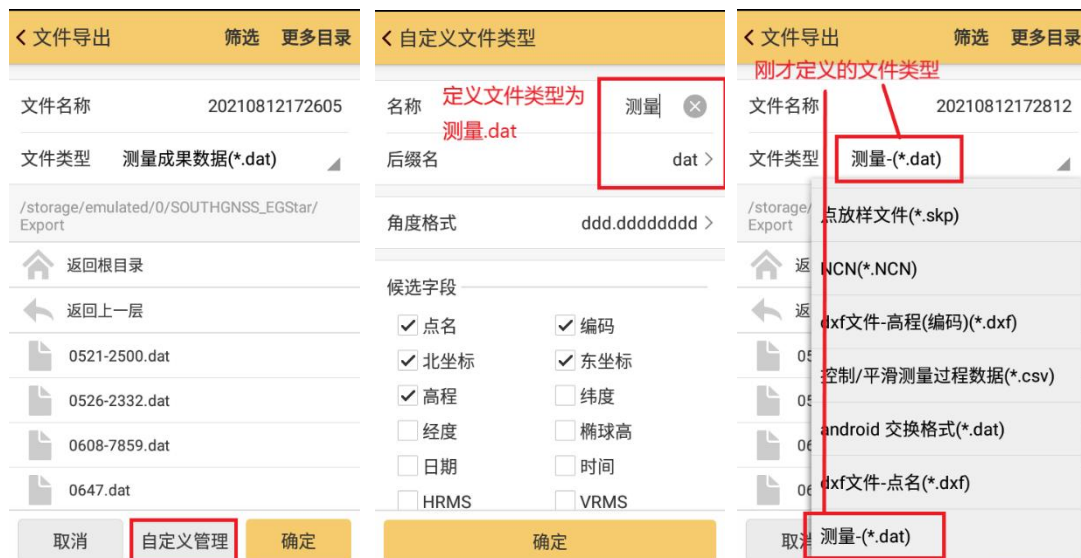 文件导出 筛选 更多目录
文件名称 20210812172605
文件类型 测量成果数据(*.dat)
/storage/emulated/0/SOUTHGNSS_EGStar/
Export
返回根目录
返回上一层
0521-2500.dat
0526-2332.dat
0608-7859.dat
0647.dat
取消 自定义管理 确定
自定义文件类型
名称 定义文件类型为 测量
测量.dat
后缀名 dat
角度格式 ddd.dddddddd
候选字段
点名 编码
北坐标 东坐标
高程 纬度
经度 椭球高
日期 时间
HRMS VRMS
确定
文件导出 筛选 更多目录
刚才定义的文件类型
文件名称 20210812172812
文件类型 测量-(*.dat)
/storage/
Export
点放样文件(*.skp)
返
NCN(*.NCN)
返
dxf文件-高程(编码)(*.dxf)
05
控制/平滑测量过程数据(*.csv)
05
android 交换格式(*.dat)
06
dxf文件-点名(*.dxf)
06
取 测量-(*.dat)